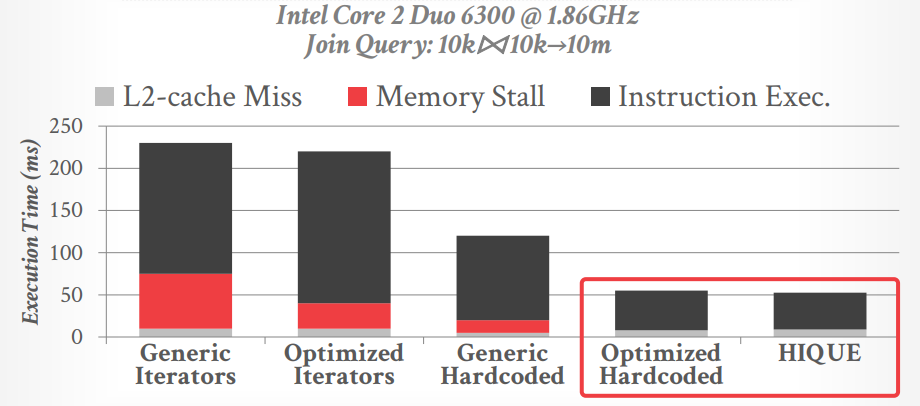 Intel Core 2 Duo 6300 @ 1.86GHz
Join Query: 10k⨝10k→10m
L2-cache Miss
Memory Stall
Instruction Exec.
Execution Time (ms)
250
200
150
100
50
0
Generic
Iterators
Optimized
Iterators
Generic
Hardcoded
Optimized
Hardcoded
HIQUE